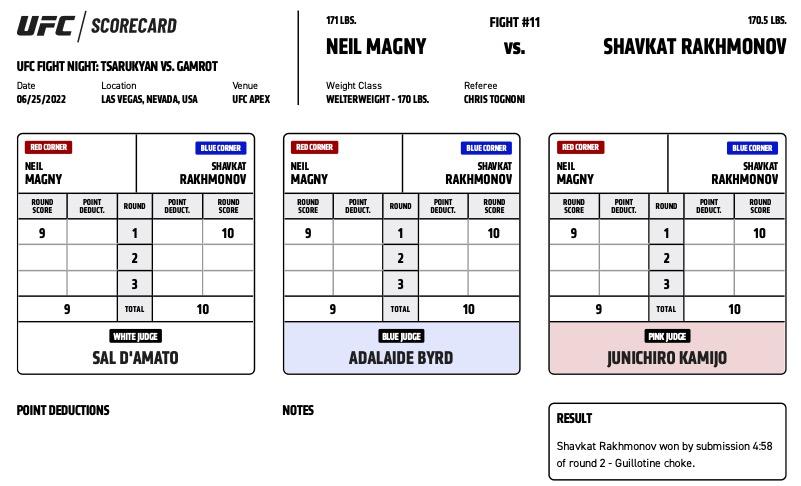 UFC / SCORECARD
UFC FIGHT NIGHT: TSARUKYAN VS. GAMROT
Date Location Venue
06/25/2022 LAS VEGAS, NEVADA, USA UFC APEX
171 LBS. FIGHT #11 170.5 LBS.
NEIL MAGNY VS. SHAVKAT RAKHMONOV
Weight Class Referee
WELTERWEIGHT - 170 LBS. CHRIS TOGNONI
RED CORNER BLUE CORNER
NEIL SHAVKAT
MAGNY RAKHMONOV
ROUND SCORE POINT DEDUCT. ROUND POINT DEDUCT. ROUND SCORE
9 1 10
2
3
9 TOTAL 10
WHITE JUDGE
SAL D'AMATO
RED CORNER BLUE CORNER
NEIL SHAVKAT
MAGNY RAKHMONOV
ROUND SCORE POINT DEDUCT. ROUND POINT DEDUCT. ROUND SCORE
9 1 10
2
3
9 TOTAL 10
BLUE JUDGE
ADALAIDE BYRD
RED CORNER BLUE CORNER
NEIL SHAVKAT
MAGNY RAKHMONOV
ROUND SCORE POINT DEDUCT. ROUND POINT DEDUCT. ROUND SCORE
9 1 10
2
3
9 TOTAL 10
PINK JUDGE
JUNICHIRO KAMIJO
POINT DEDUCTIONS
NOTES
RESULT
Shavkat Rakhmonov won by submission 4:58
of round 2 - Guillotine choke.